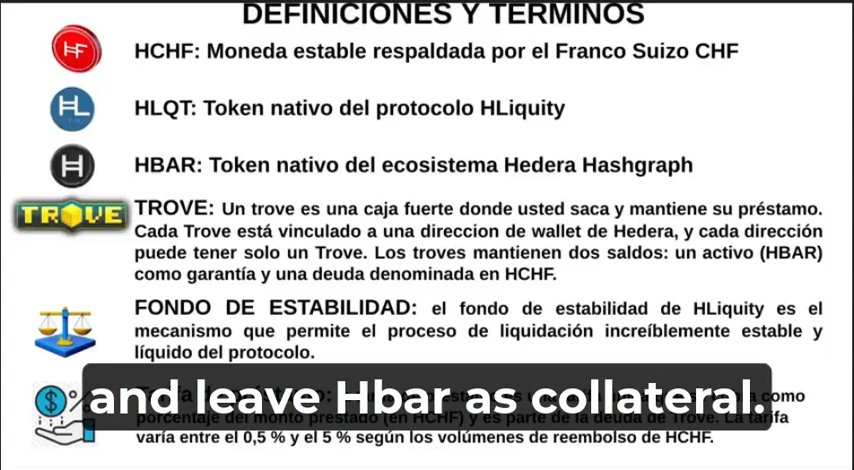 DEFINICIONES Y TERMINOS
HCHF: Moneda estable respaldada por el Franco Suizo CHF
HLQT: Token nativo del protocolo HLiquity
HBAR: Token nativo del ecosistema Hedera Hashgraph
TROVE
TROVE: Un trove es una caja fuerte donde usted saca y mantiene su préstamo.
Cada Trove está vinculado a una direccion de wallet de Hedera, y cada dirección
puede tener solo un Trove. Los troves mantienen dos saldos: un activo (HBAR)
como garantía y una deuda denominada en HCHF.
FONDO DE ESTABILIDAD: el fondo de estabilidad de HLiquity es el
mecanismo que permite el proceso de liquidación increíblemente estable y
líquido del protocolo.
como
porcentaje del monto prestado (en HCHF) y es parte de la deuda de Trove. La tarifa
varía entre el 0,5 % y el 5 % según los volúmenes de reembolso de HCHF.
and leave Hbar as collateral.